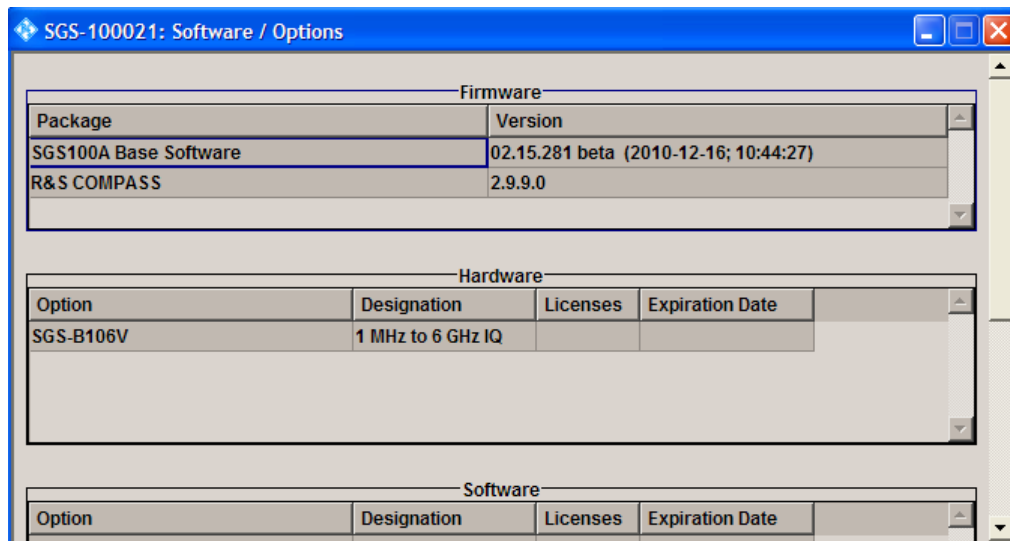 SGS-100021: Software / Options
Firmware
Package Version
SGS100A Base Software 02.15.281 beta (2010-12-16; 10:44:27)
R&S COMPASS 2.9.9.0
Hardware
Option Designation Licenses Expiration Date
SGS-B106V 1 MHz to 6 GHz IQ
Software
Option Designation Licenses Expiration Date